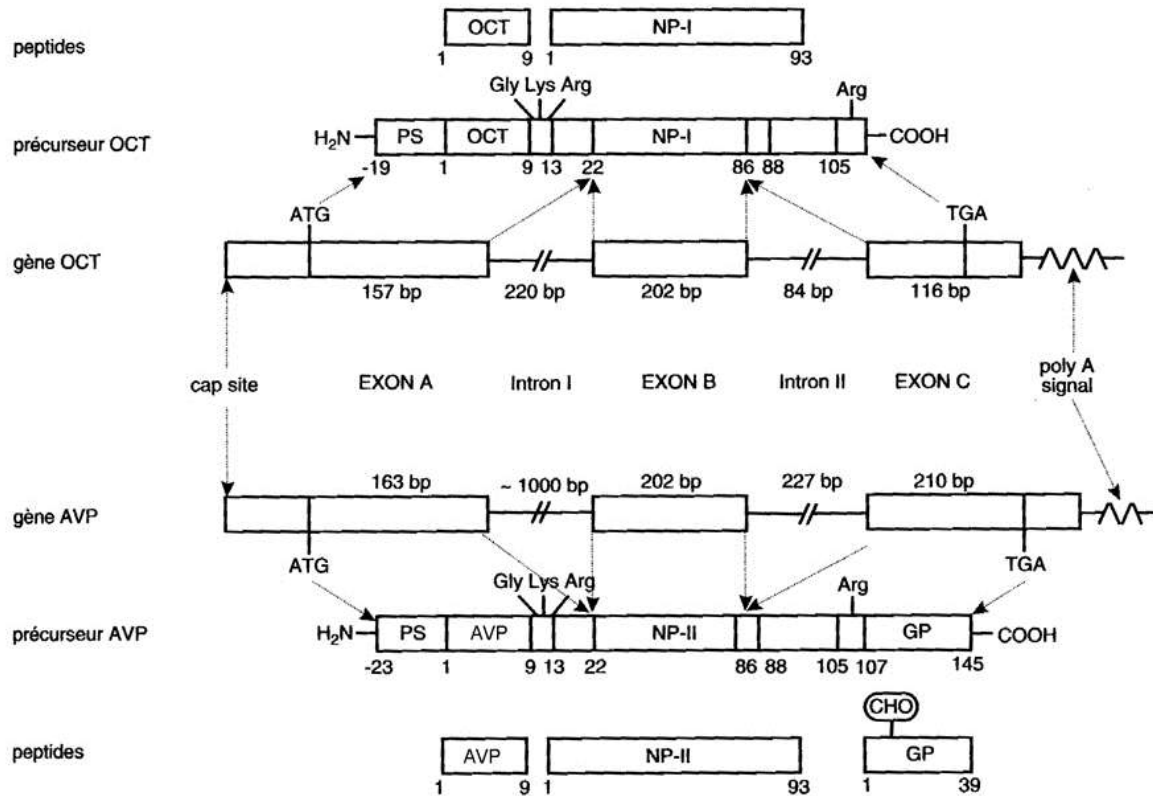 peptides OCT NP-I
1 9 1 93
Gly Lys Arg Arg
précurseur OCT H₂N PS OCT NP-I COOH
-19 1 9 13 22 86 88 105
ATG TGA
gène OCT
157 bp 220 bp 202 bp 84 bp 116 bp
cap site EXON A Intron I EXON B Intron II EXON C poly A
signal
163 bp ~ 1000 bp 202 bp 227 bp 210 bp
gène AVP
ATG TGA
Gly Lys Arg Arg
précurseur AVP H₂N PS AVP NP-II GP COOH
-23 1 9 13 22 86 88 105 107 145
CHO
peptides AVP NP-II GP
1 9 1 93 1 39